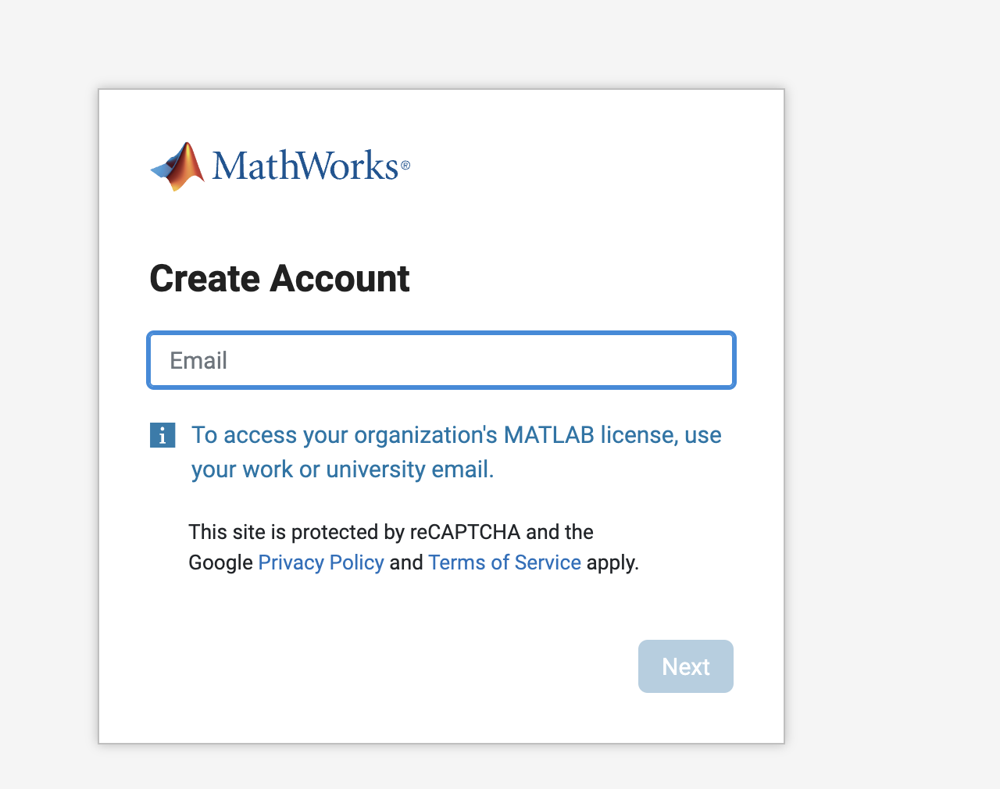 MathWorks®
Create Account
Email
i
To access your organization's MATLAB license, use
your work or university email.
This site is protected by reCAPTCHA and the
Google Privacy Policy and Terms of Service apply.
Next